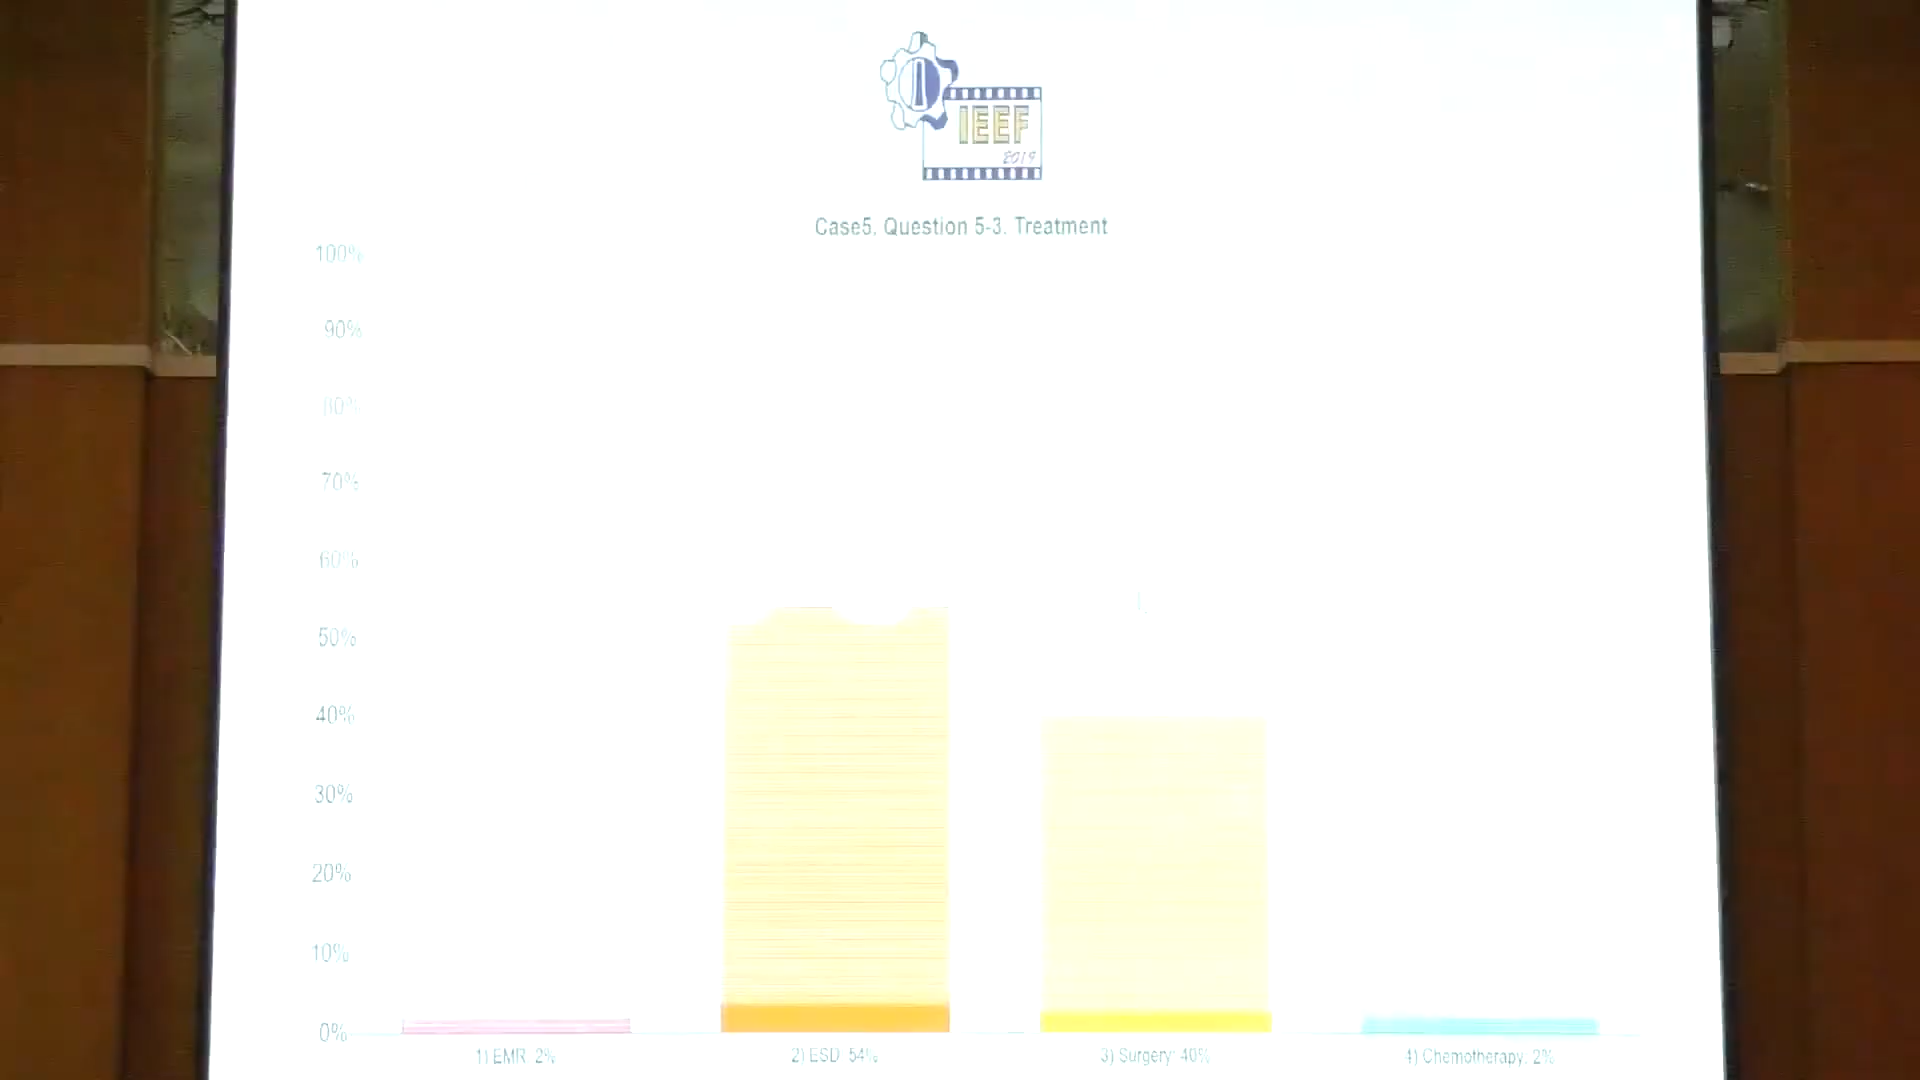 IEEF
2019
Case5. Question 5-3. Treatment
100%
90%
80%
70%
60%
50%
40%
30%
20%
10%
0%
1) EMR: 2%
2) ESD: 54%
3) Surgery: 40%
4) Chemotherapy: 2%